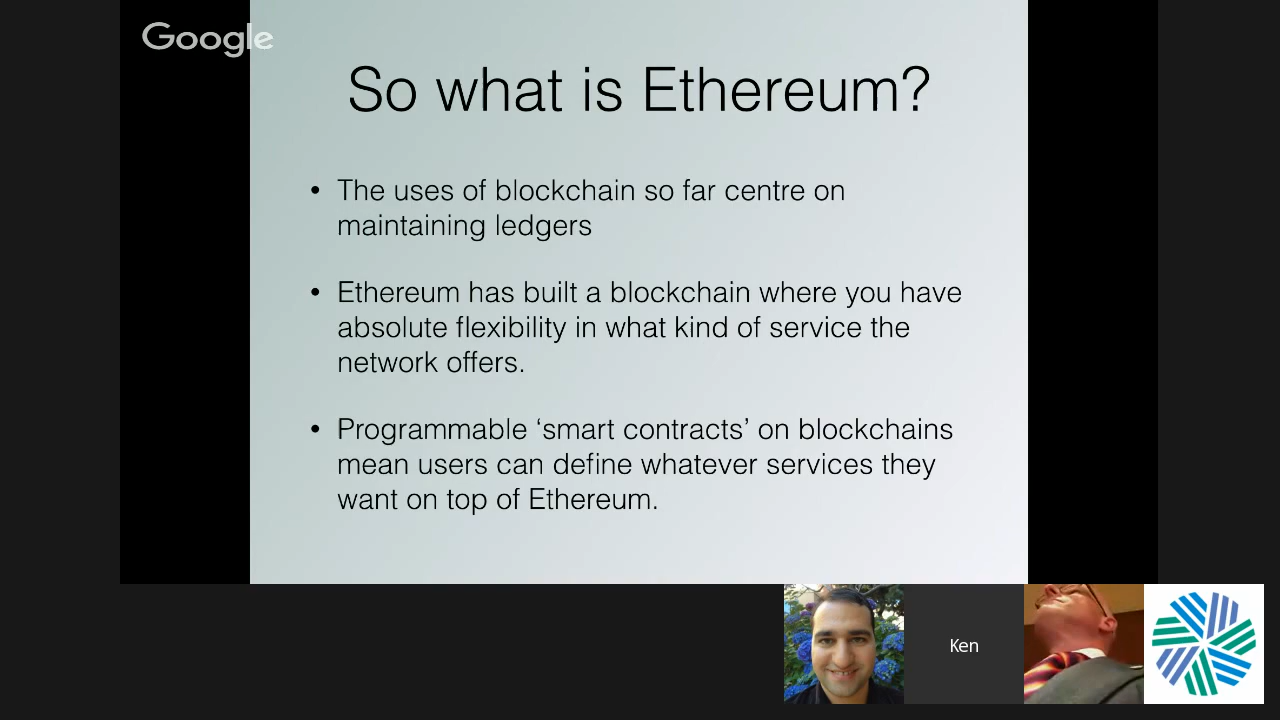 Google
So what is Ethereum?
• The uses of blockchain so far centre on
maintaining ledgers
• Ethereum has built a blockchain where you have
absolute flexibility in what kind of service the
network offers.
• Programmable ‘smart contracts’ on blockchains
mean users can define whatever services they
want on top of Ethereum.
Ken